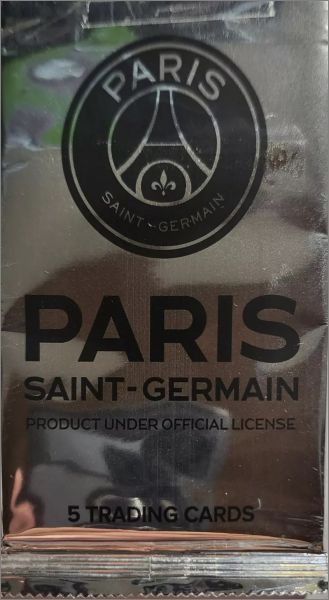 PARIS
SAINT-GERMAIN
PARIS
SAINT-GERMAIN
PRODUCT UNDER OFFICIAL LICENSE
5 TRADING CARDS